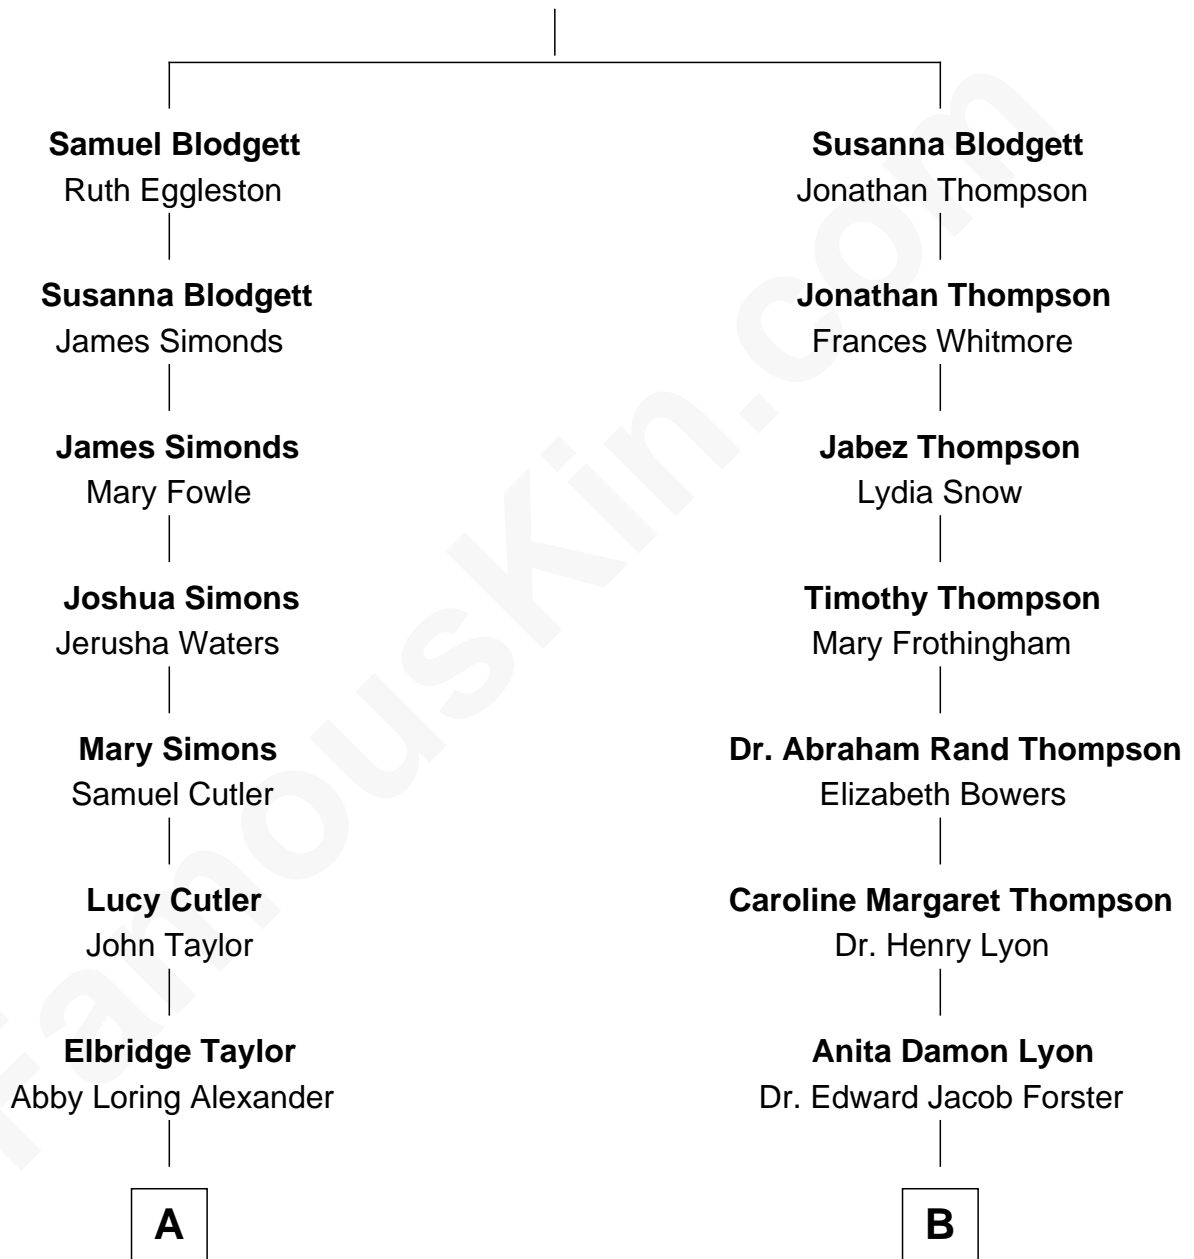 Samuel Blodgett
Ruth Eggleston
Susanna Blodgett
James Simonds
James Simonds
Mary Fowle
Joshua Simons
Jerusha Waters
Mary Simons
Samuel Cutler
Lucy Cutler
John Taylor
Elbridge Taylor
Abby Loring Alexander
A
Susanna Blodgett
Jonathan Thompson
Jonathan Thompson
Frances Whitmore
Jabez Thompson
Lydia Snow
Timothy Thompson
Mary Frothingham
Dr. Abraham Rand Thompson
Elizabeth Bowers
Caroline Margaret Thompson
Dr. Henry Lyon
Anita Damon Lyon
Dr. Edward Jacob Forster
B
FamousKin.com